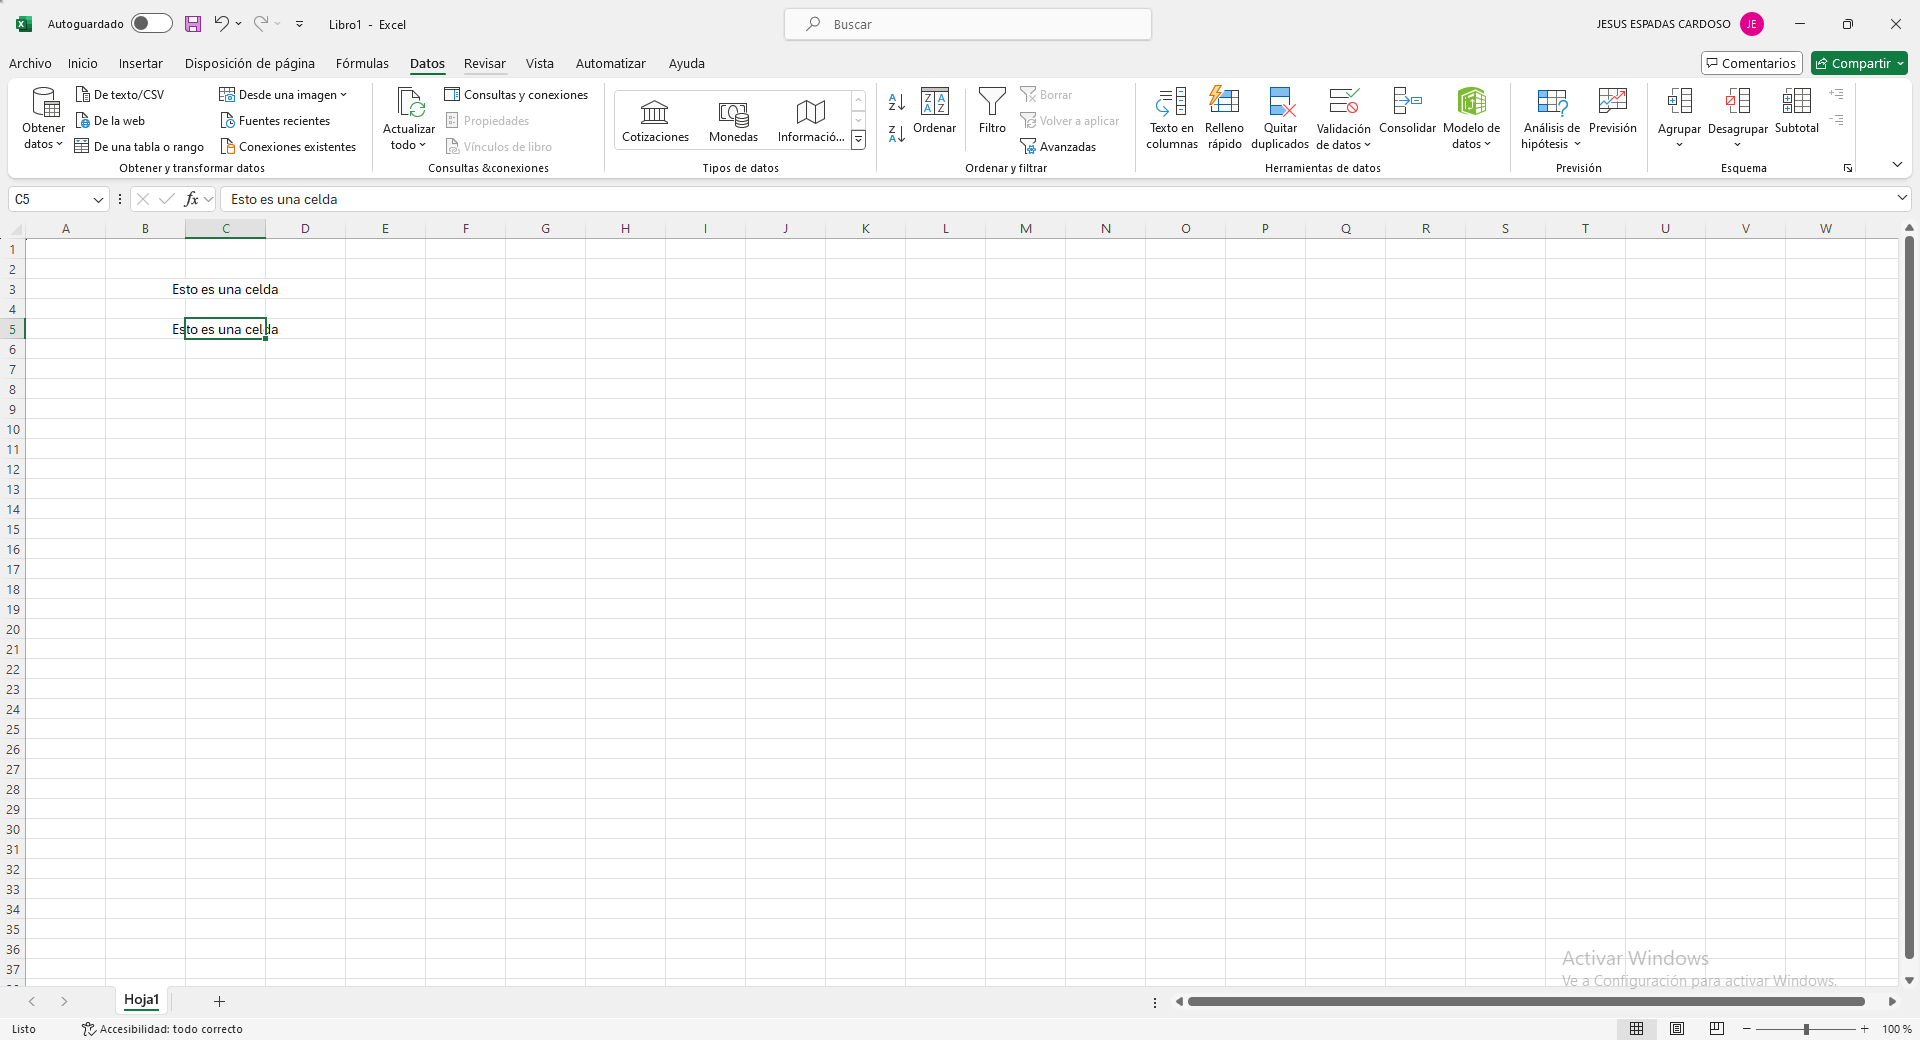 Autoguardado
Libro1 - Excel
Buscar
JESUS ESPADAS CARDOSO
JE
Archivo Inicio Insertar Disposición de página Fórmulas Datos Revisar Vista Automatizar Ayuda
Comentarios
Compartir
Obtener datos
De texto/CSV
De la web
De una tabla o rango
Desde una imagen
Fuentes recientes
Conexiones existentes
Obtener y transformar datos
Actualizar todo
Consultas y conexiones
Propiedades
Vínculos de libro
Consultas &conexiones
Cotizaciones
Monedas
Informació...
Tipos de datos
Ordenar
Filtro
Borrar
Volver a aplicar
Avanzadas
Ordenar y filtrar
Texto en columnas
Relleno rápido
Quitar duplicados
Validación de datos
Consolidar
Modelo de datos
Herramientas de datos
Análisis de hipótesis
Previsión
Previsión
Agrupar
Desagrupar
Subtotal
Esquema
C5
fx
Esto es una celda
A B C D E F G H I J K L M N O P Q R S T U V W
1
2
3 Esto es una celda
4
5 Esto es una celda
6
7
8
9
10
11
12
13
14
15
16
17
18
19
20
21
22
23
24
25
26
27
28
29
30
31
32
33
34
35
36
37
Activar Windows
Ve a Configuración para activar Windows.
Hoja1
Listo
Accesibilidad: todo correcto
100 %